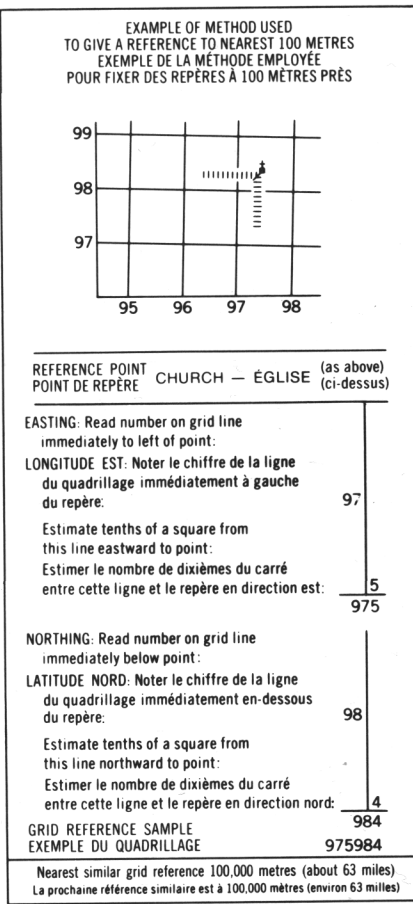 EXAMPLE OF METHOD USED
TO GIVE A REFERENCE TO NEAREST 100 METRES
EXEMPLE DE LA MÉTHODE EMPLOYÉE
POUR FIXER DES REPÈRES À 100 MÈTRES PRÈS
99
98
97
95 96 97 98
REFERENCE POINT
POINT DE REPÈRE
CHURCH — ÉGLISE
(as above)
(ci-dessus)
EASTING: Read number on grid line
immediately to left of point:
LONGITUDE EST: Noter le chiffre de la ligne
du quadrillage immédiatement à gauche
du repère: 97
Estimate tenths of a square from
this line eastward to point:
Estimer le nombre de dixièmes du carré
entre cette ligne et le repère en direction est: 5
975
NORTHING: Read number on grid line
immediately below point:
LATITUDE NORD: Noter le chiffre de la ligne
du quadrillage immédiatement en-dessous
du repère: 98
Estimate tenths of a square from
this line northward to point:
Estimer le nombre de dixièmes du carré
entre cette ligne et le repère en direction nord: 4
984
GRID REFERENCE SAMPLE
EXEMPLE DU QUADRILLAGE 975984
Nearest similar grid reference 100,000 metres (about 63 miles)
La prochaine référence similaire est à 100,000 mètres (environ 63 milles)